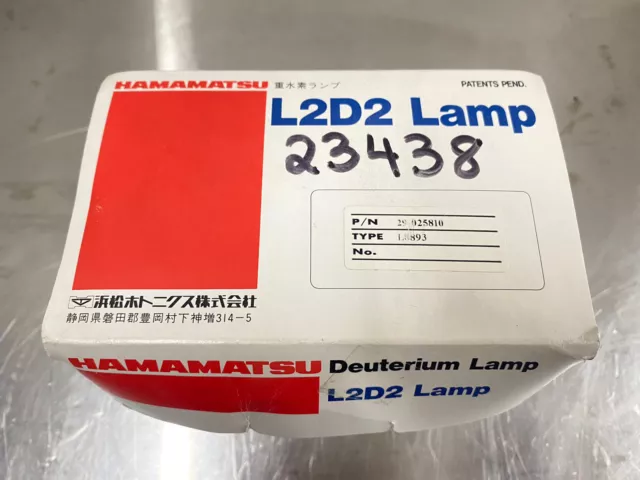 HAMAMATSU 重水素ランプ PATENTS PEND.
L2D2 Lamp
23438
P/N
TYPE
No.
浜松ホトニクス株式会社
静岡県磐田郡豊岡村下神増314-5
HAMAMATSU Deuterium Lamp
L2D2 Lamp